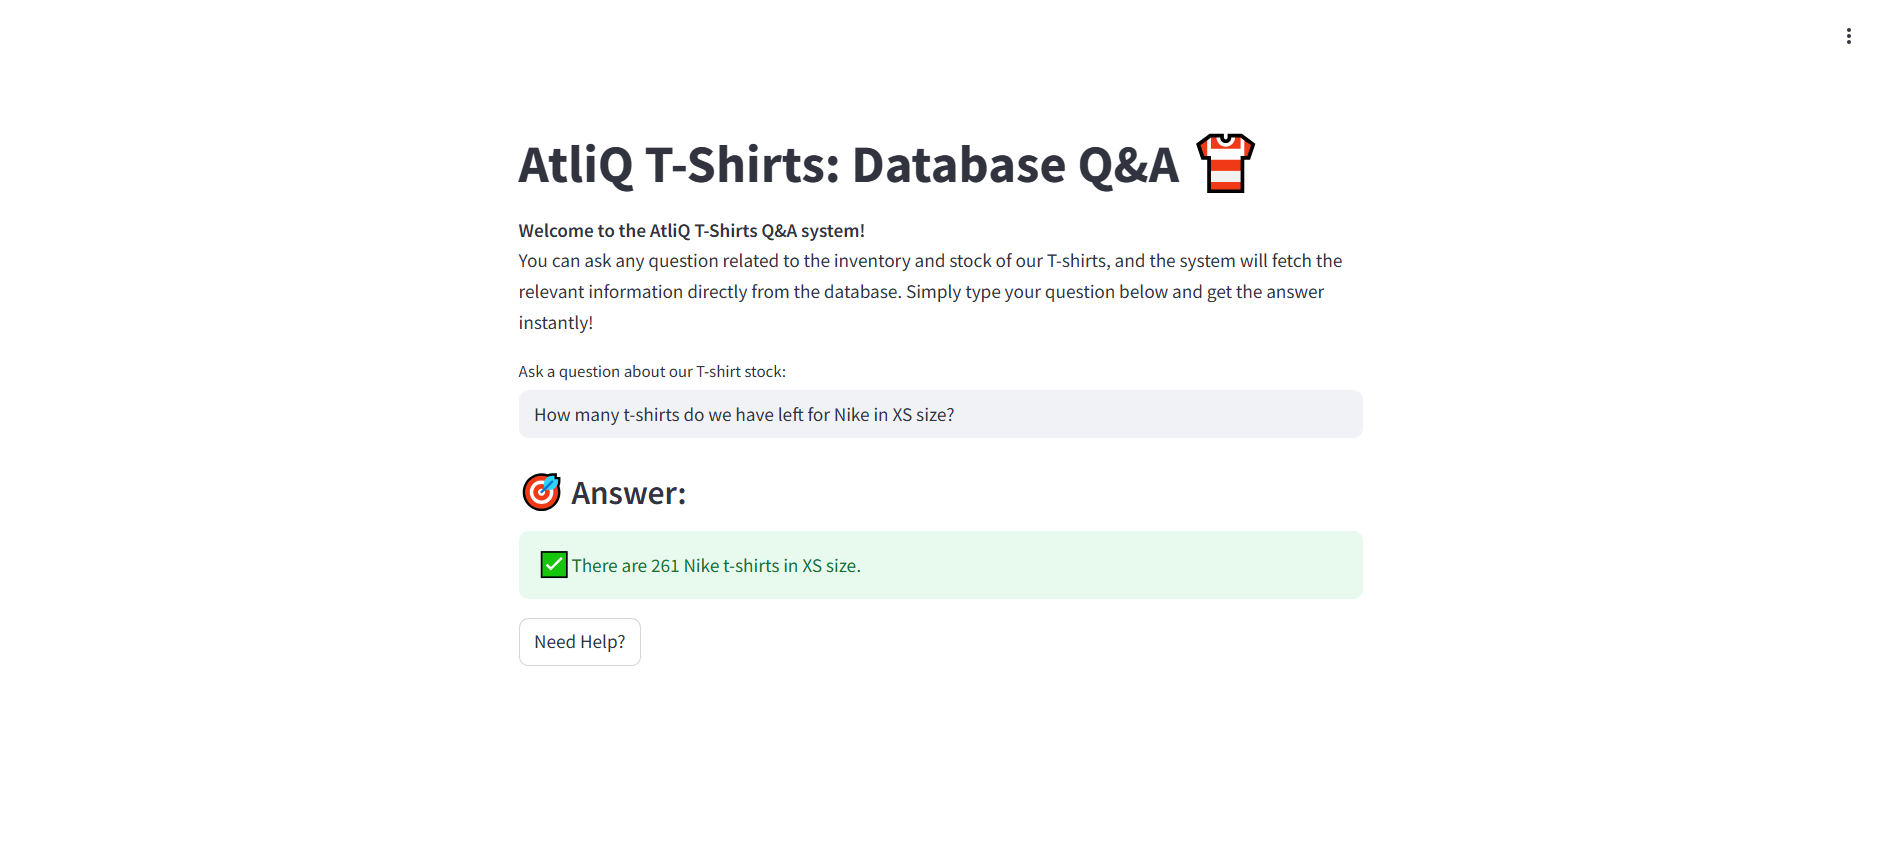 AtliQ T-Shirts: Database Q&A
Welcome to the AtliQ T-Shirts Q&A system!
You can ask any question related to the inventory and stock of our T-shirts, and the system will fetch the
relevant information directly from the database. Simply type your question below and get the answer
instantly!
Ask a question about our T-shirt stock:
How many t-shirts do we have left for Nike in XS size?
Answer:
There are 261 Nike t-shirts in XS size.
Need Help?